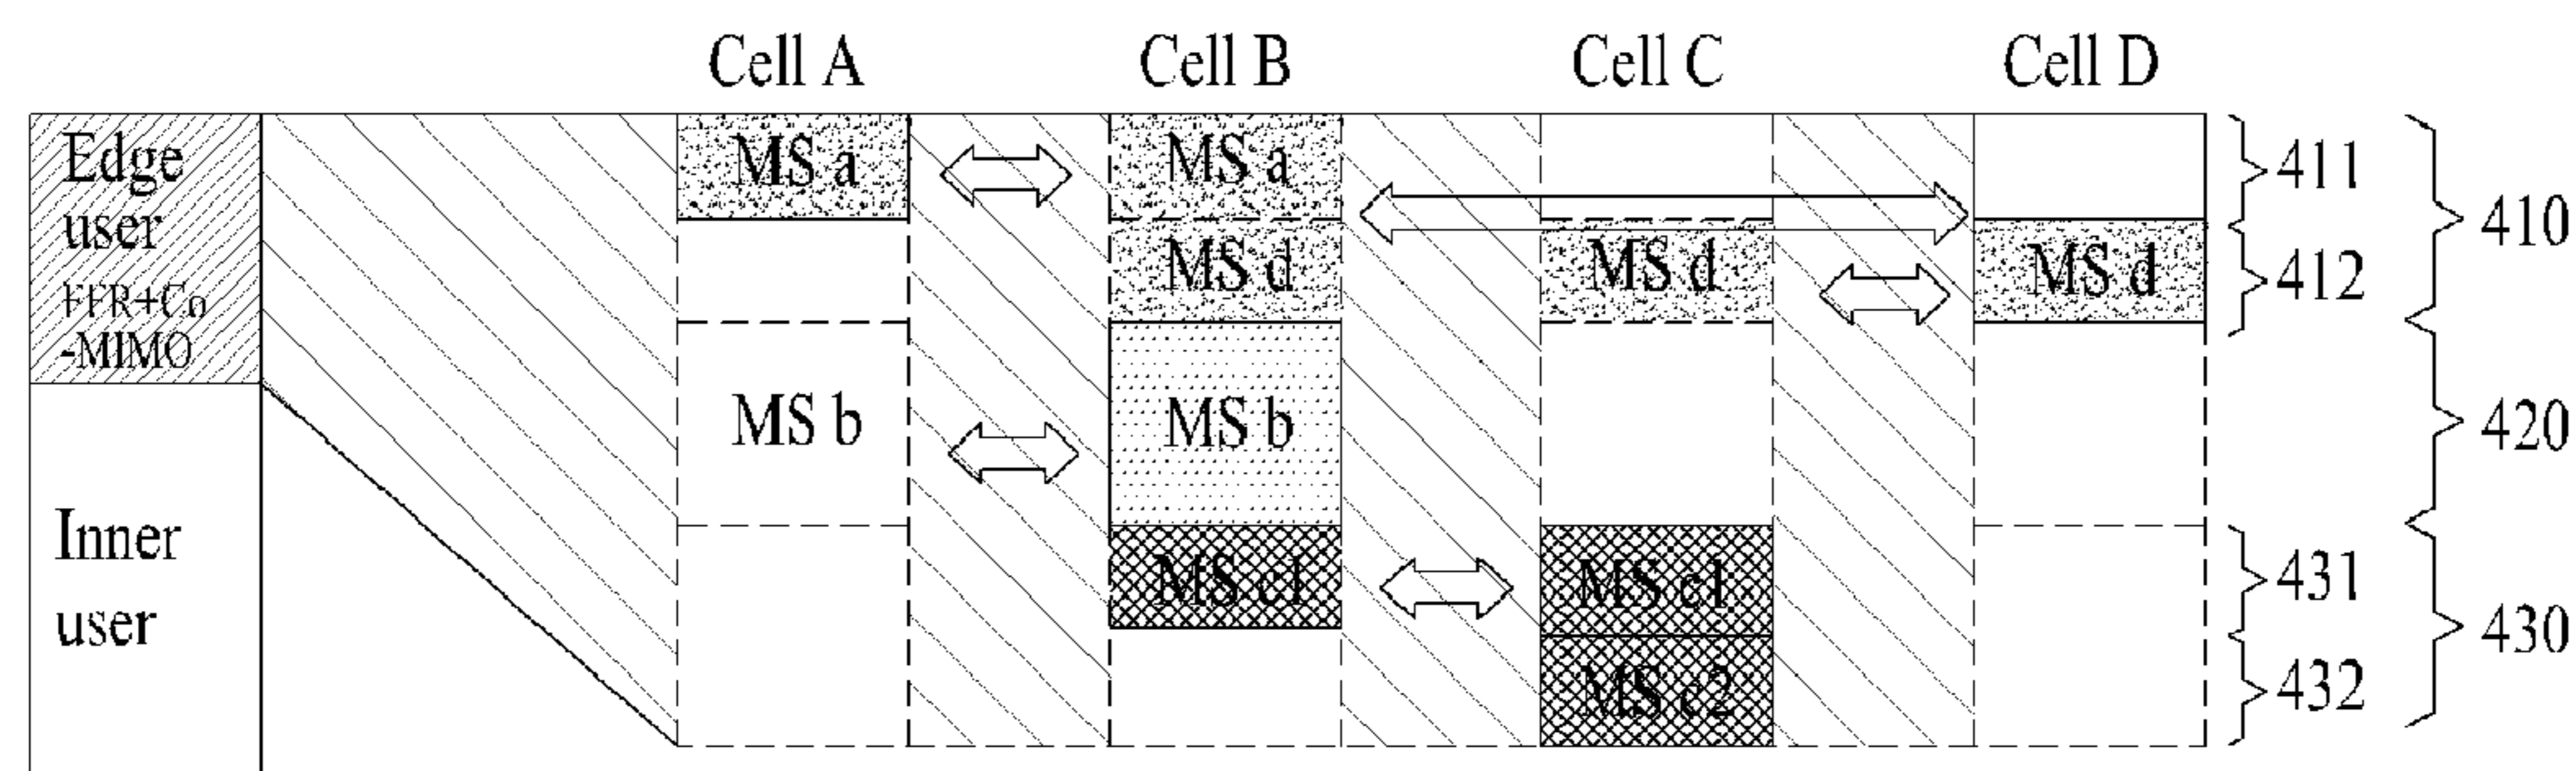 Cell A Cell B Cell C Cell D
Edge
user
FFR+Co
-MIMO
Inner
user
MS a MS a
MS d MS d MS d
MS b MS b
MS c1 MS c1
MS c2
411
412
410
420
431
432
430